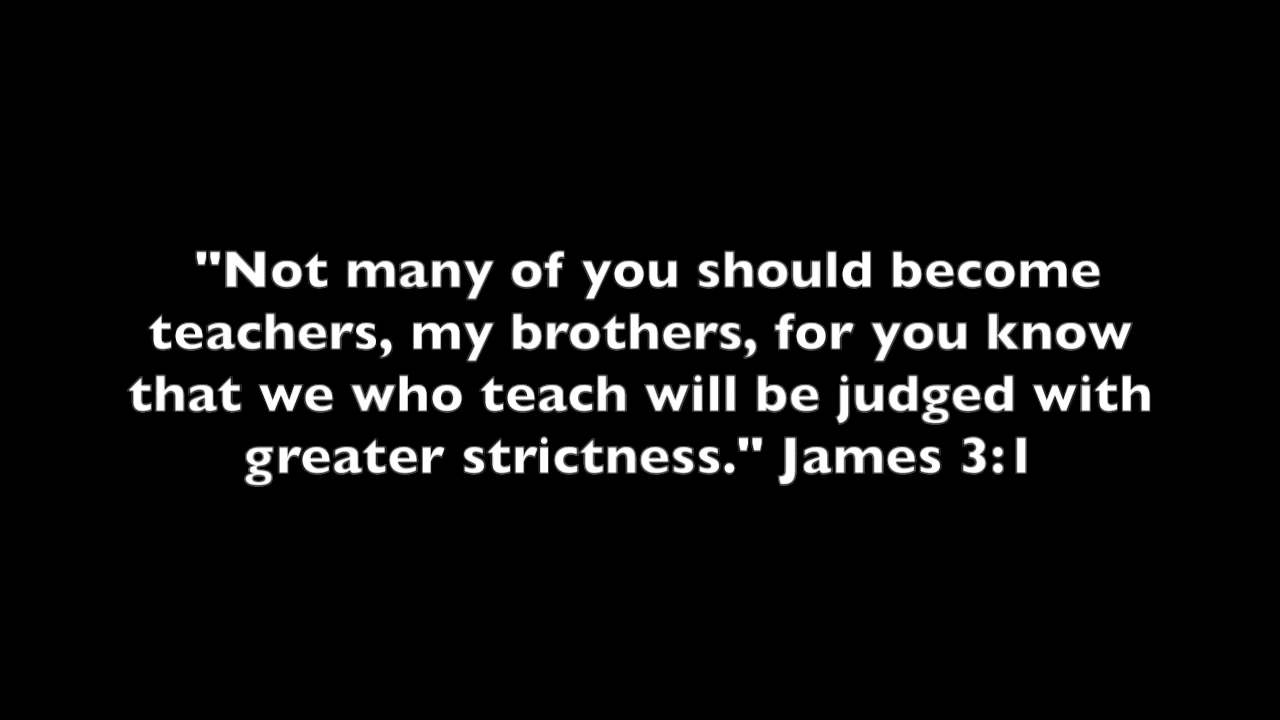 "Not many of you should become
teachers, my brothers, for you know
that we who teach will be judged with
greater strictness." James 3:1